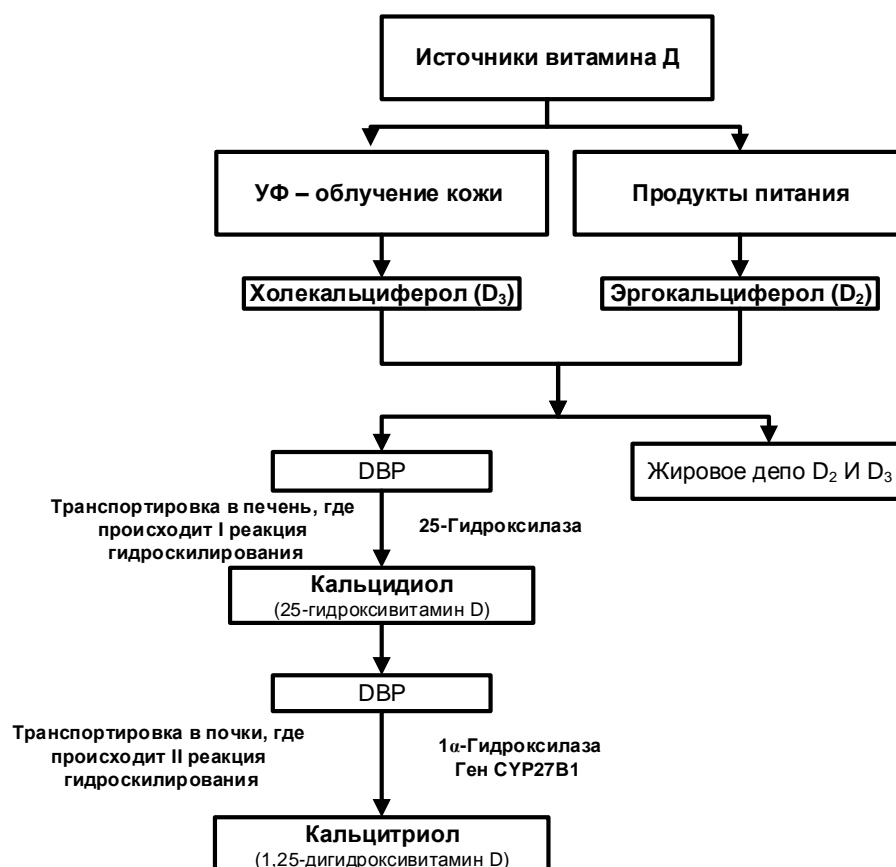 Источники витамина Д
УФ – облучение кожи
Продукты питания
Холекальциферол (D₃)
Эргокальциферол (D₂)
DBP
Жировое депо D₂ И D₃
Транспортировка в печень, где
происходит I реакция
гидроскилирования
25-Гидроксилаза
Кальцидиол
(25-гидроксивитамин D)
DBP
Транспортировка в почки, где
происходит II реакция
гидроскилирования
1α-Гидроксилаза
Ген CYP27B1
Кальцитриол
(1,25-дигидроксивитамин D)